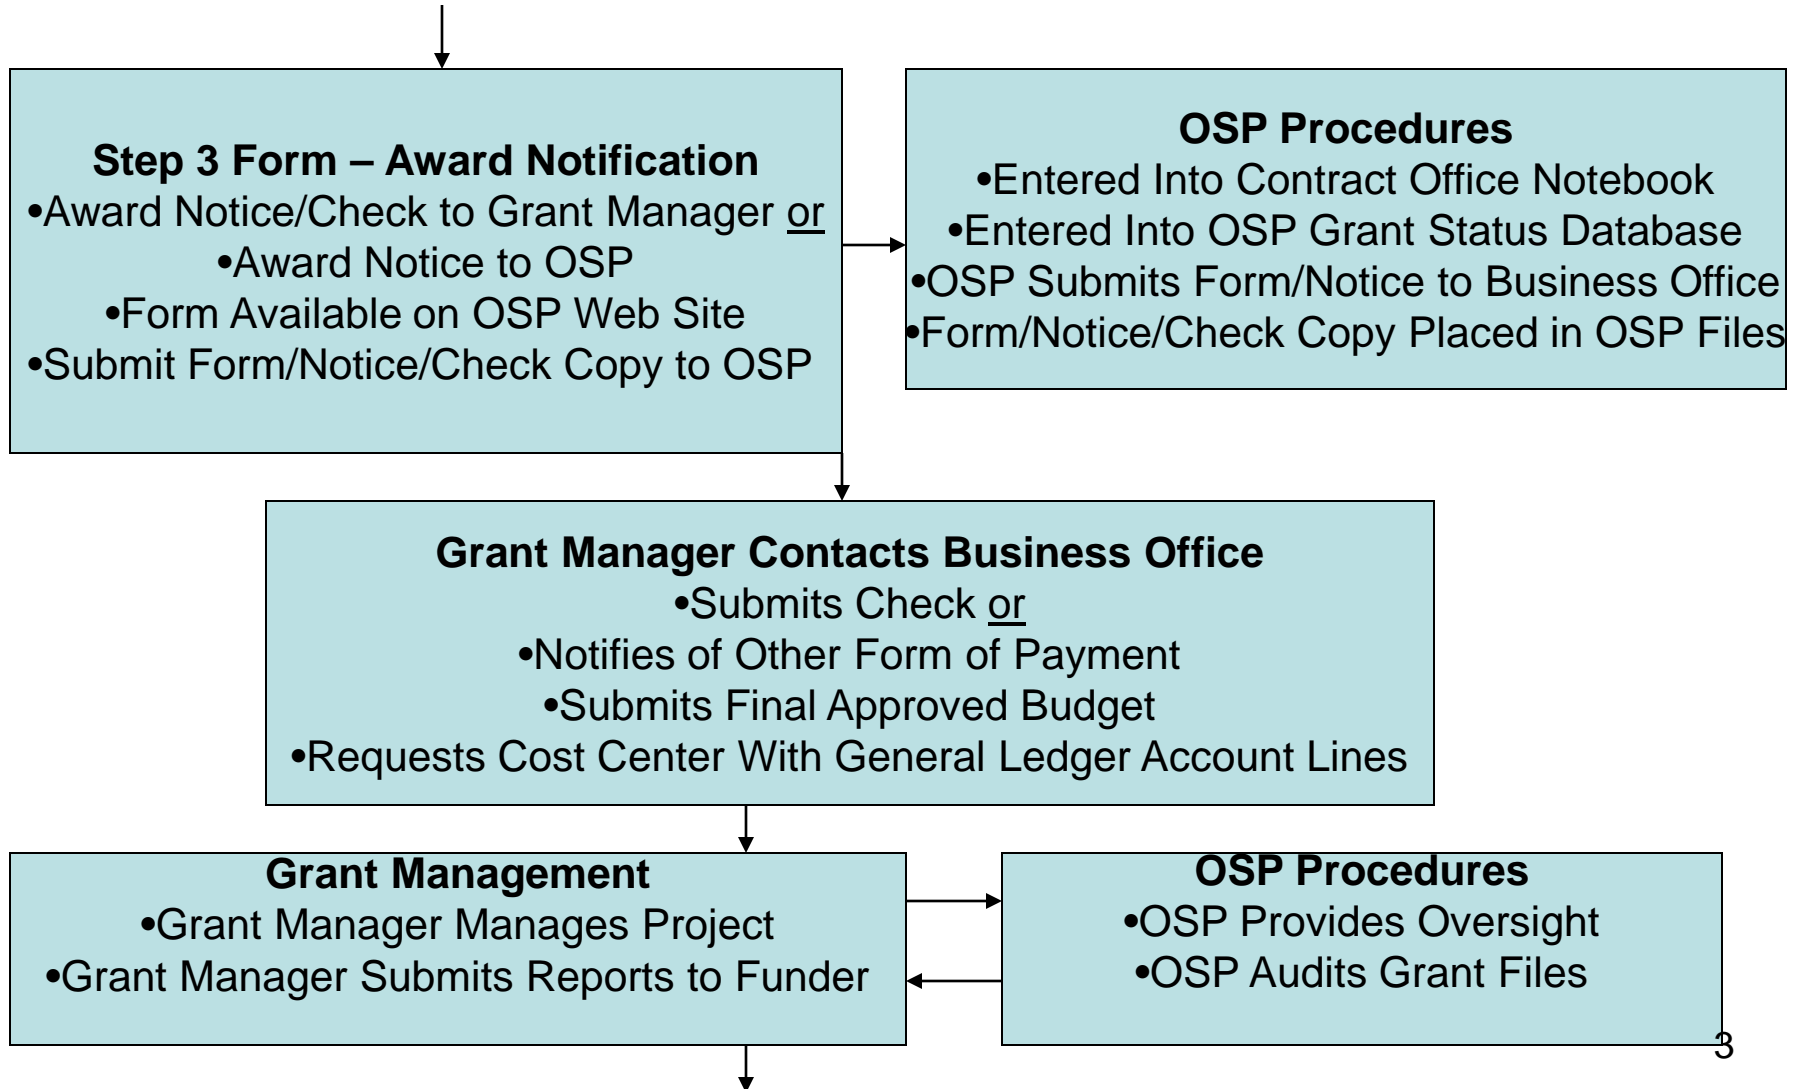 Step 3 Form – Award Notification
•Award Notice/Check to Grant Manager or
•Award Notice to OSP
•Form Available on OSP Web Site
•Submit Form/Notice/Check Copy to OSP
OSP Procedures
•Entered Into Contract Office Notebook
•Entered Into OSP Grant Status Database
•OSP Submits Form/Notice to Business Office
•Form/Notice/Check Copy Placed in OSP Files
Grant Manager Contacts Business Office
•Submits Check or
•Notifies of Other Form of Payment
•Submits Final Approved Budget
•Requests Cost Center With General Ledger Account Lines
Grant Management
•Grant Manager Manages Project
•Grant Manager Submits Reports to Funder
OSP Procedures
•OSP Provides Oversight
•OSP Audits Grant Files
3